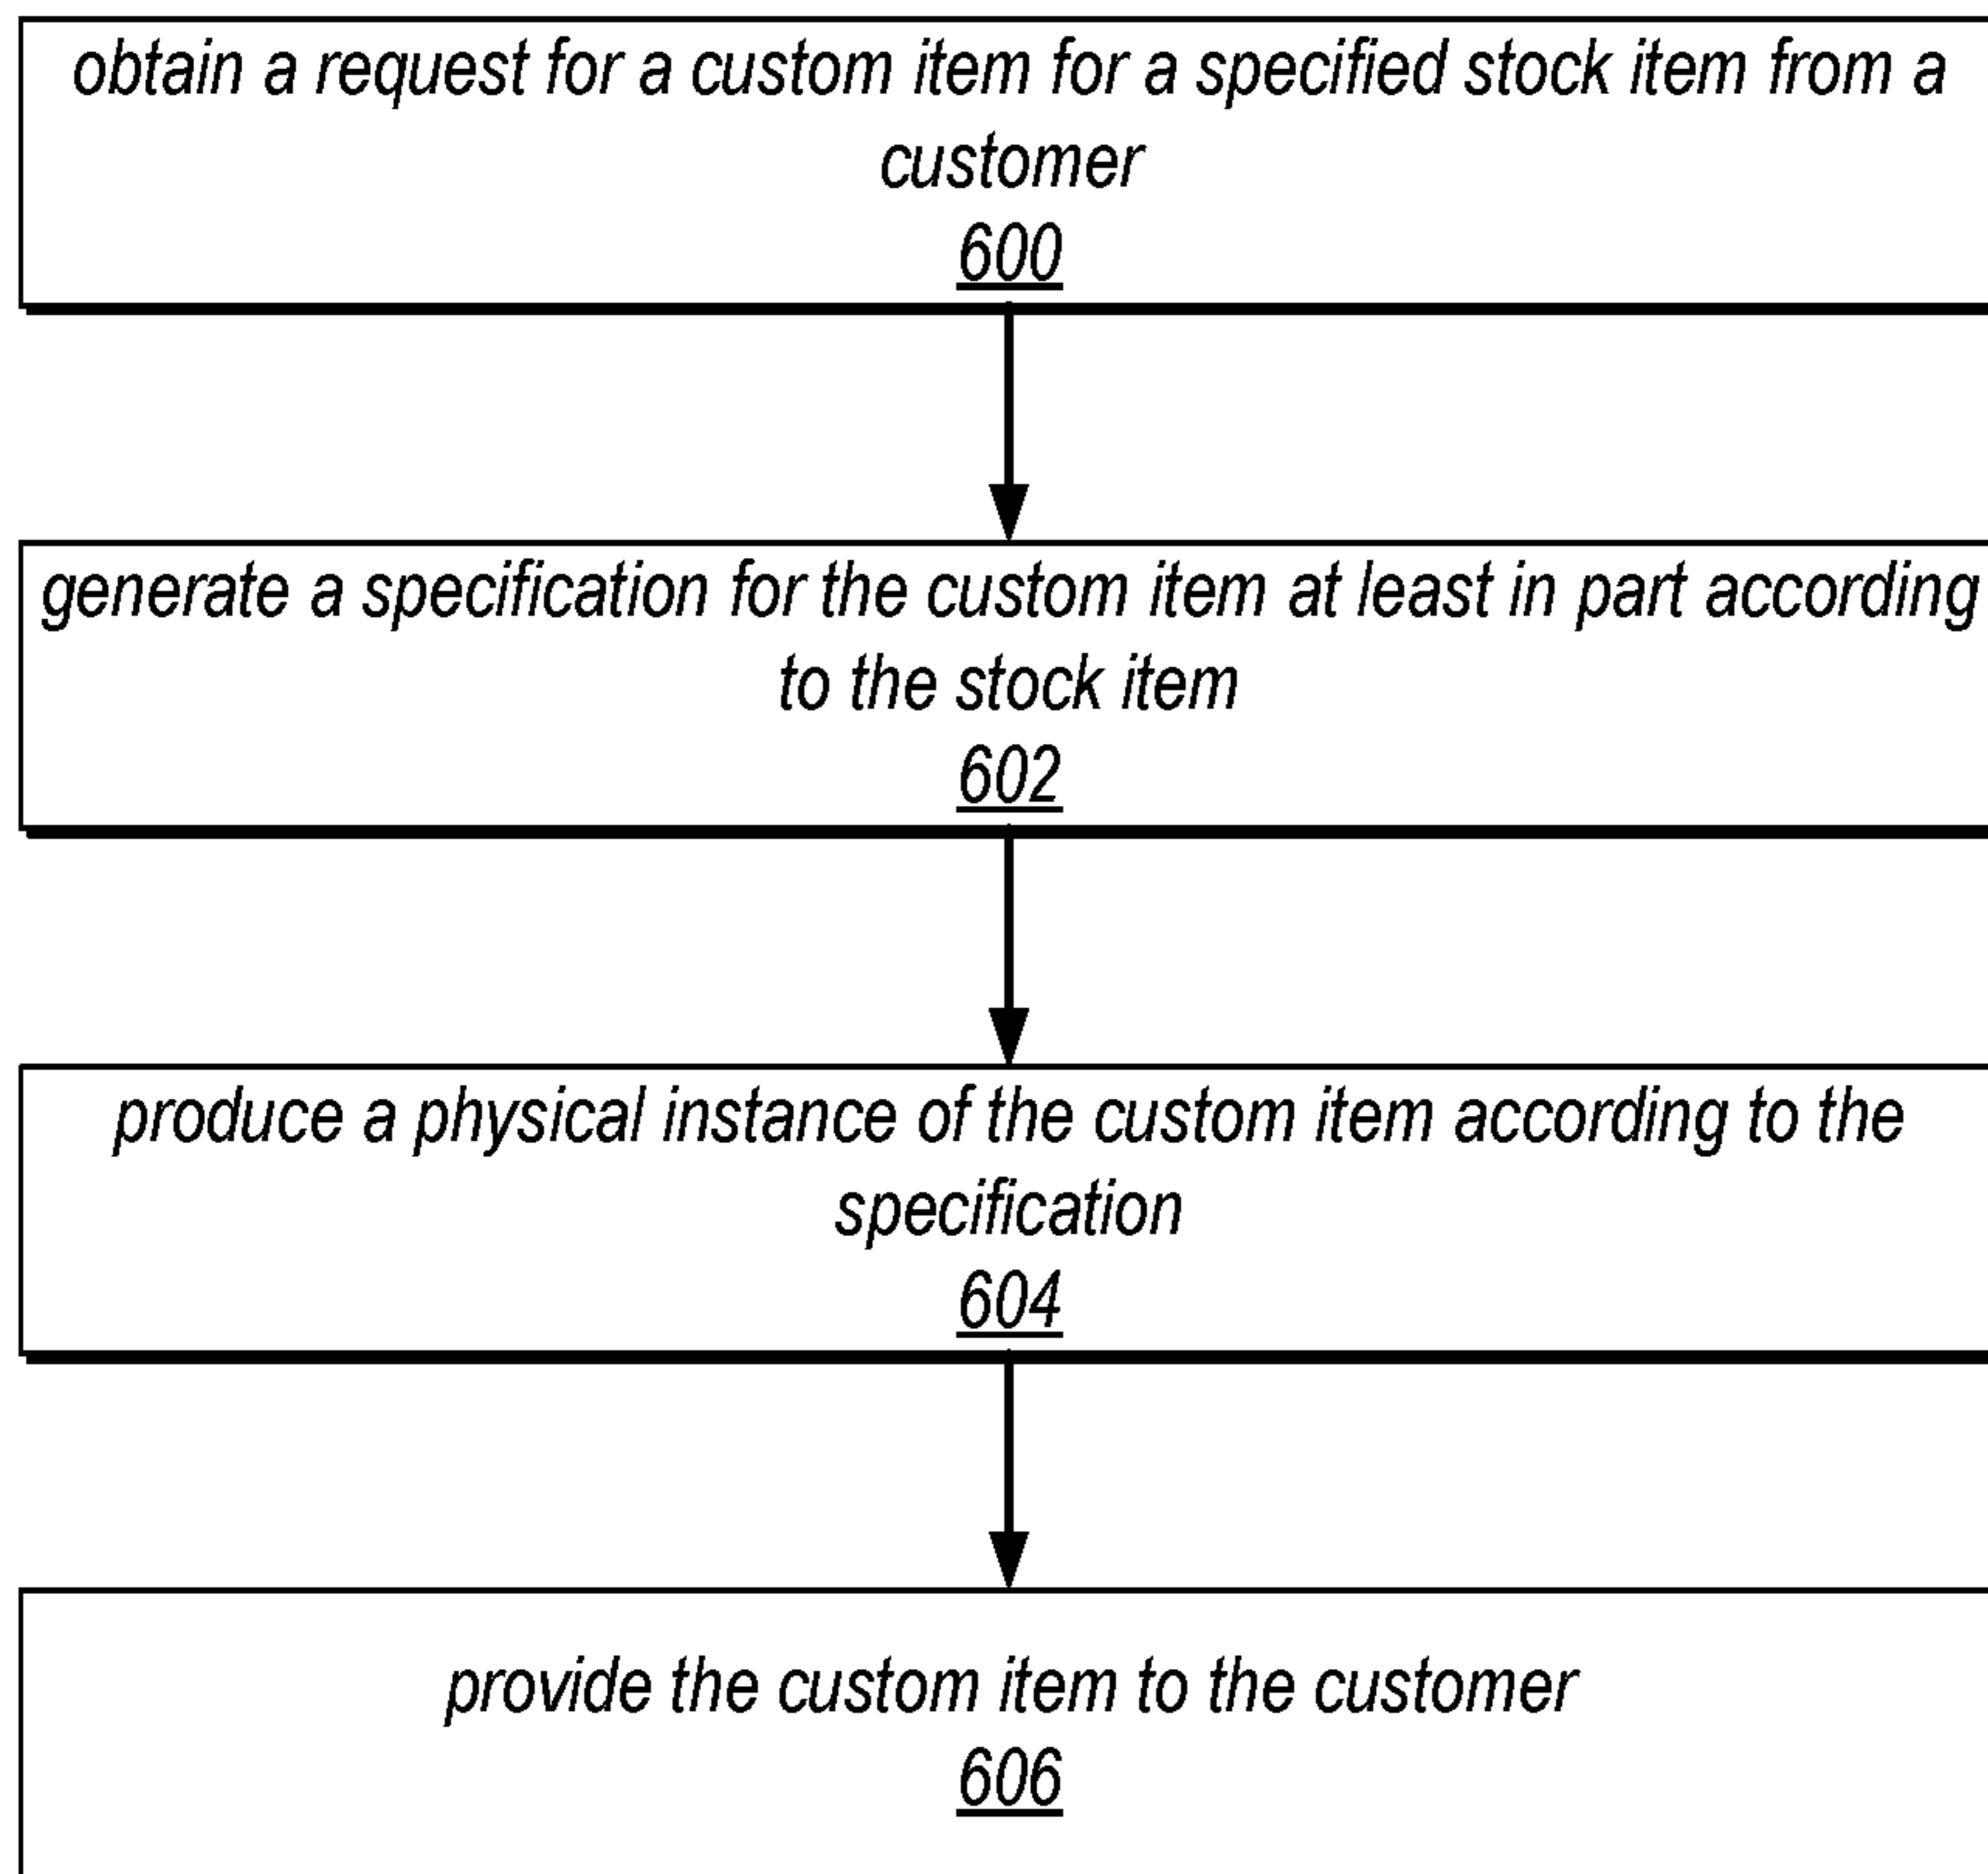 obtain a request for a custom item for a specified stock item from a
customer
600
generate a specification for the custom item at least in part according
to the stock item
602
produce a physical instance of the custom item according to the
specification
604
provide the custom item to the customer
606